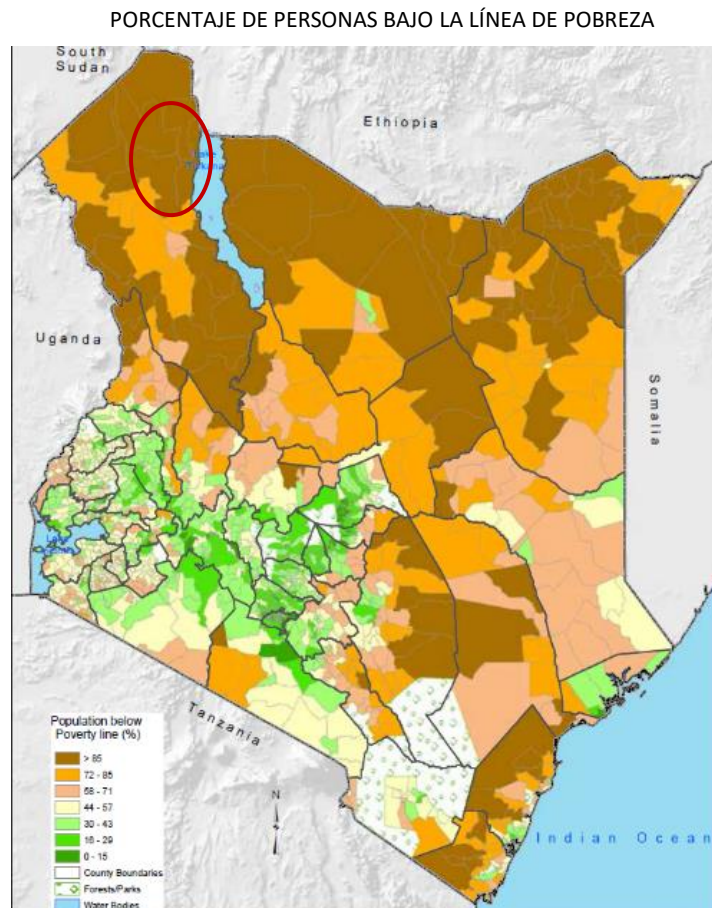 PORCENTAJE DE PERSONAS BAJO LA LÍNEA DE POBREZA
South
Sudan
Ethiopia
Uganda
Somalia
Tanzania
Population below
Poverty line (%)
> 85
72 - 85
58 - 71
44 - 57
30 - 43
16 - 29
0 - 15
County Boundaries
Forests/Parks
Water Bodies
N
Indian Ocean